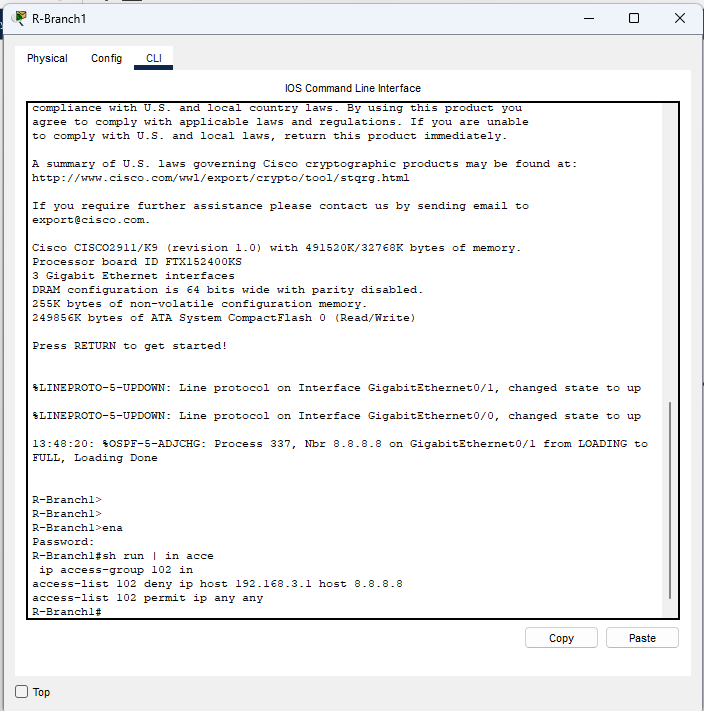 R-Branch1
Physical Config CLI
IOS Command Line Interface
compliance with U.S. and local country laws. By using this product you
agree to comply with applicable laws and regulations. If you are unable
to comply with U.S. and local laws, return this product immediately.
A summary of U.S. laws governing Cisco cryptographic products may be found at:
http://www.cisco.com/wwl/export/crypto/tool/stqrg.html
If you require further assistance please contact us by sending email to
export@cisco.com.
Cisco CISCO2911/K9 (revision 1.0) with 491520K/32768K bytes of memory.
Processor board ID FTX152400KS
3 Gigabit Ethernet interfaces
DRAM configuration is 64 bits wide with parity disabled.
255K bytes of non-volatile configuration memory.
249856K bytes of ATA System CompactFlash 0 (Read/Write)
Press RETURN to get started!
%LINEPROTO-5-UPDOWN: Line protocol on Interface GigabitEthernet0/1, changed state to up
%LINEPROTO-5-UPDOWN: Line protocol on Interface GigabitEthernet0/0, changed state to up
13:48:20: %OSPF-5-ADJCHG: Process 337, Nbr 8.8.8.8 on GigabitEthernet0/1 from LOADING to
FULL, Loading Done
R-Branch1>
R-Branch1>
R-Branch1>ena
Password:
R-Branch1#sh run | in acce
 ip access-group 102 in
access-list 102 deny ip host 192.168.3.1 host 8.8.8.8
access-list 102 permit ip any any
R-Branch1#
Copy Paste
Top